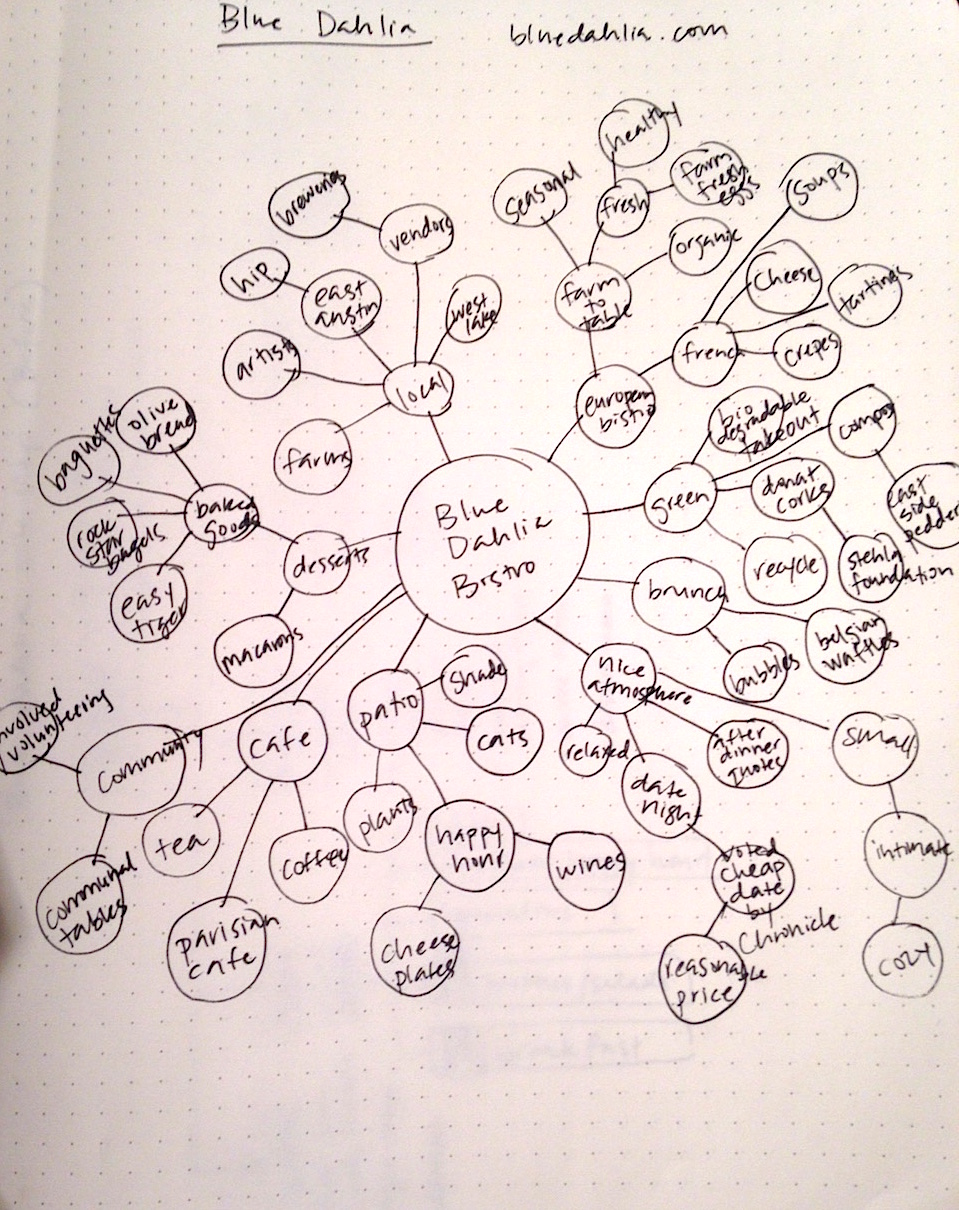 Blue Dahlia
bluedahlia.com
healthy
seasonal
fresh
farm
fresh
eggs
soups
breweries
vendors
organic
hip
east
austin
west
lake
farm
to
table
cheese
tartines
artists
local
french
crepes
european
bistro
farms
bio
degradable
takeout
compost
baguettes
olive
bread
baked
goods
rock
star
bagels
easy
tiger
desserts
macarons
Blue
Dahlia
Bistro
green
donat
corks
east
side
recycle
foundation
brunch
belgian
waffles
bubbles
nice
atmosphere
shade
patio
cats
relaxed
after
dinner
small
involved
volunteering
community
cafe
date
night
plants
tea
coffee
happy
hour
wines
voted
cheap
date
by
Chronicle
intimate
communal
tables
parisian
cafe
cheese
plates
reasonable
price
cozy